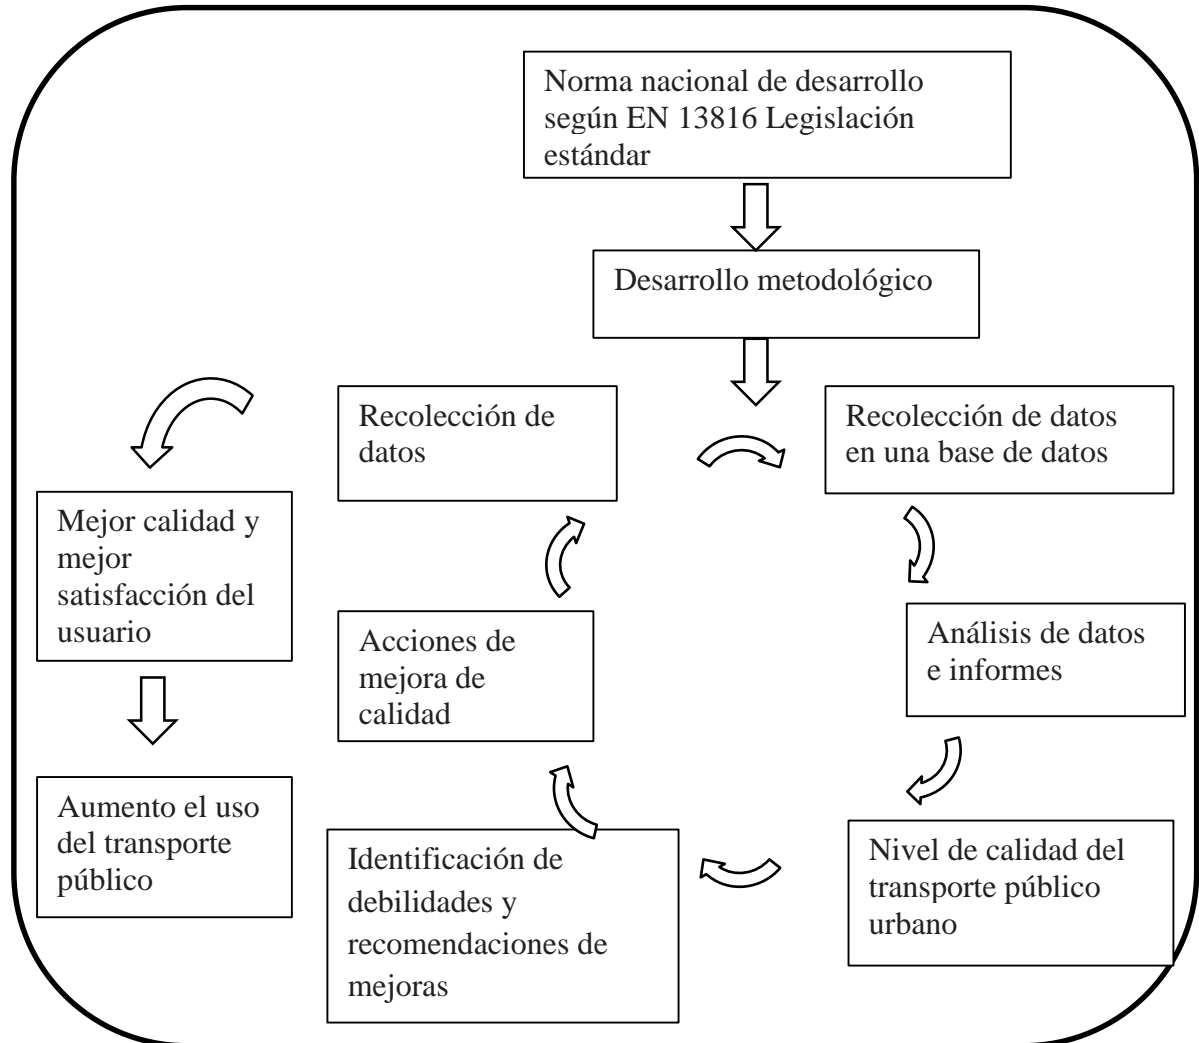 Norma nacional de desarrollo
según EN 13816 Legislación
estándar
Desarrollo metodológico
Recolección de
datos
Recolección de datos
en una base de datos
Mejor calidad y
mejor
satisfacción del
usuario
Acciones de
mejora de
calidad
Análisis de datos
e informes
Aumento el uso
del transporte
público
Identificación de
debilidades y
recomendaciones de
mejoras
Nivel de calidad del
transporte público
urbano